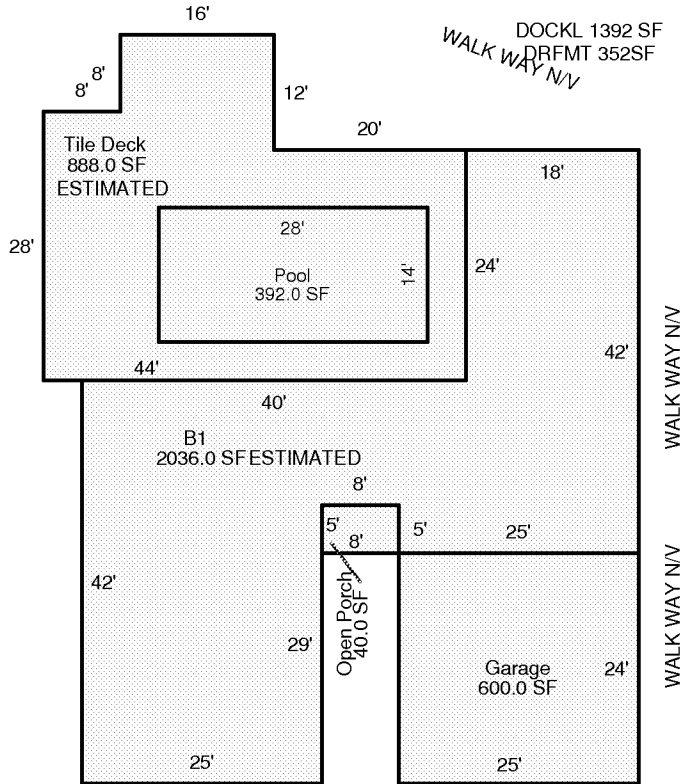 16'
DOCKL 1392 SF
DRFMT 352SF
WALK WAY N/V
8'
8'
12'
20'
Tile Deck
888.0 SF
ESTIMATED
18'
28'
28'
Pool
392.0 SF
14'
24'
42'
WALK WAY N/V
44'
40'
B1
2036.0 SF ESTIMATED
8'
5'
8'
5'
25'
42'
Open Porch
40.0 SF
29'
Garage
600.0 SF
24'
WALK WAY N/V
25'
25'